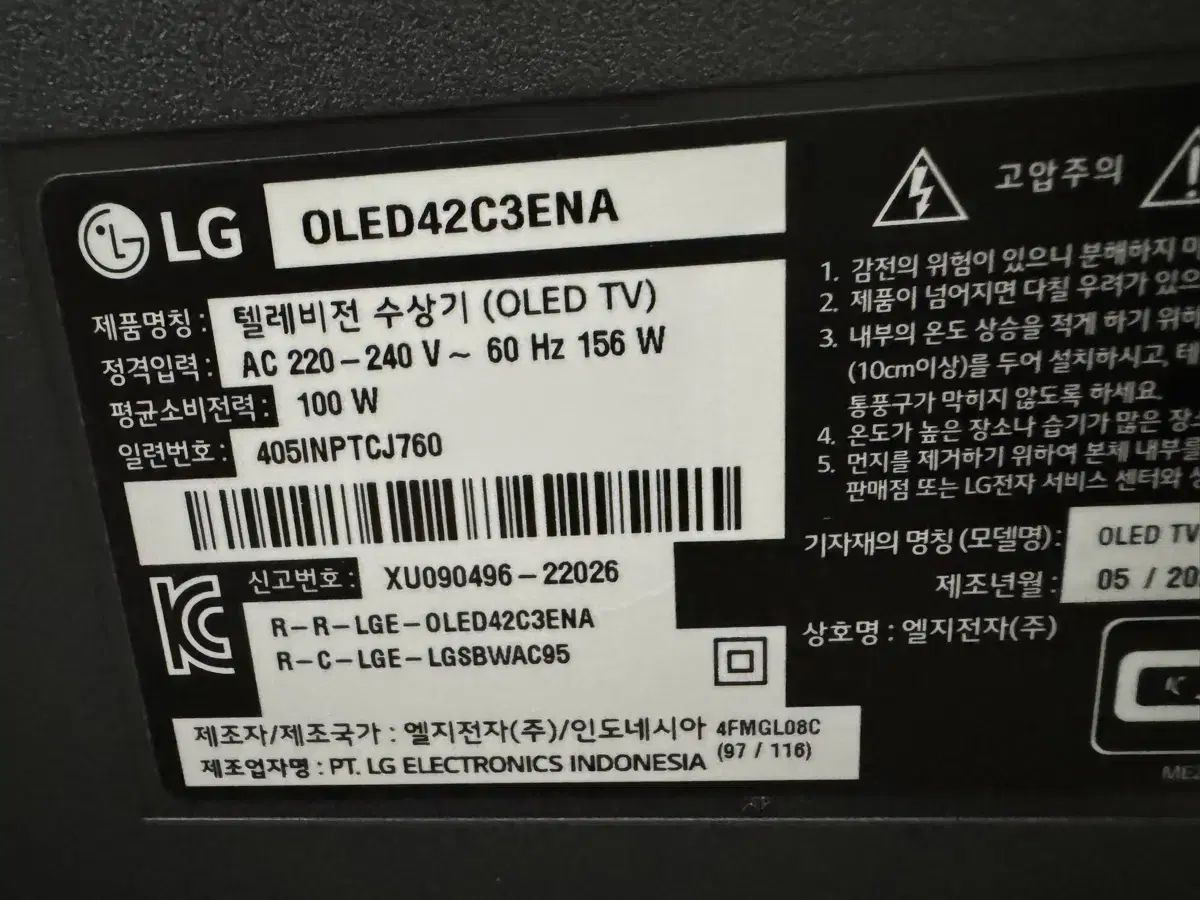 LG OLED42C3ENA
제품명칭 : 텔레비전 수상기 (OLED TV)
정격입력 : AC 220-240 V~ 60 Hz 156 W
평균소비전력 : 100 W
일련번호 : 405INPTCJ760
신고번호 : XU090496-22026
R-R-LGE-OLED42C3ENA
R-C-LGE-LGSBWAC95
제조자/제조국가 : 엘지전자(주)/인도네시아 4FMGL08C
제조업자명 : PT. LG ELECTRONICS INDONESIA (97 / 116)
고압주의
1. 감전의 위험이 있으니 분해하지
2. 제품이 넘어지면 다칠 우려가
3. 내부의 온도 상승을 적게 하기
(10cm이상)를 두어 설치하시고,
통풍구가 막히지 않도록 하세요.
4. 온도가 높은 장소나 습기가 많은
5. 먼지를 제거하기 위하여 본체 내부를
판매점 또는 LG전자 서비스 센터와
기자재의 명칭(모델명) : OLED TV
제조년월 : 05 /
상호명 : 엘지전자(주)